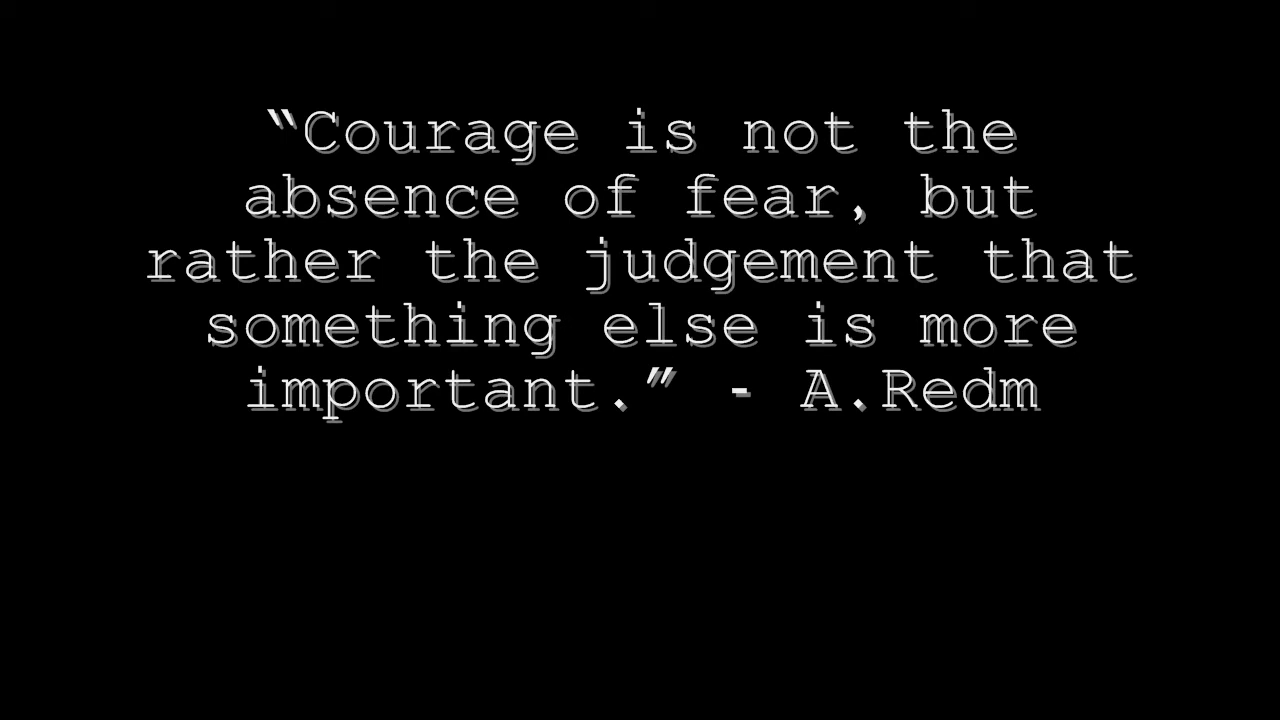 “Courage is not the
absence of fear, but
rather the judgement that
something else is more
important.” - A.Redm